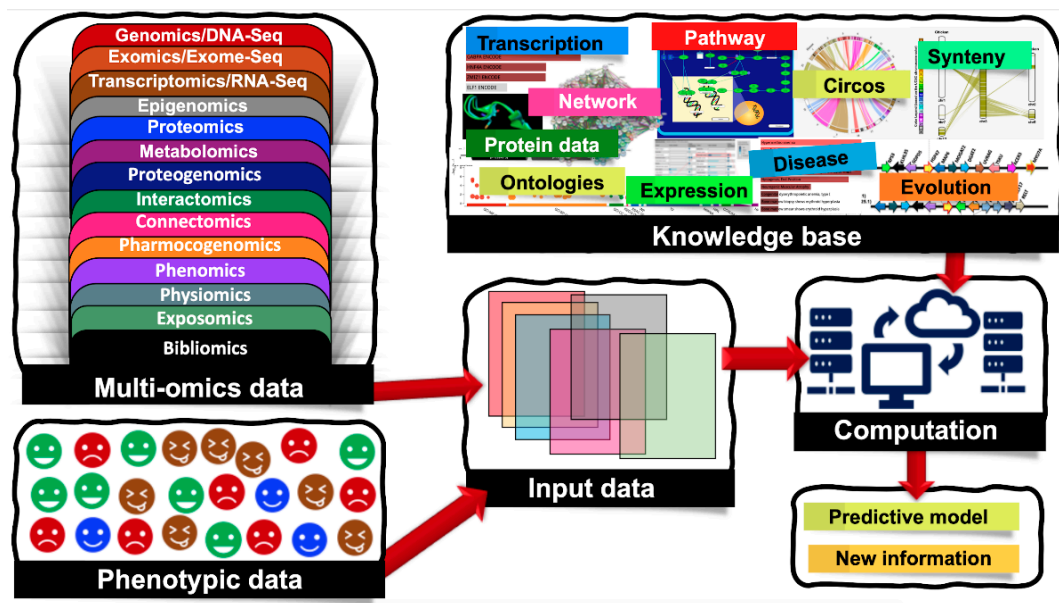 Genomics/DNA-Seq
Exomics/Exome-Seq
Transcriptomics/RNA-Seq
Epigenomics
Proteomics
Metabolomics
Proteogenomics
Interactomics
Connectomics
Pharmocogenomics
Phenomics
Physiomics
Exposomics
Bibliomics
Multi-omics data
Phenotypic data
Transcription
Pathway
Synteny
Network
Circos
Protein data
Disease
Ontologies
Expression
Evolution
Knowledge base
Input data
Computation
Predictive model
New information